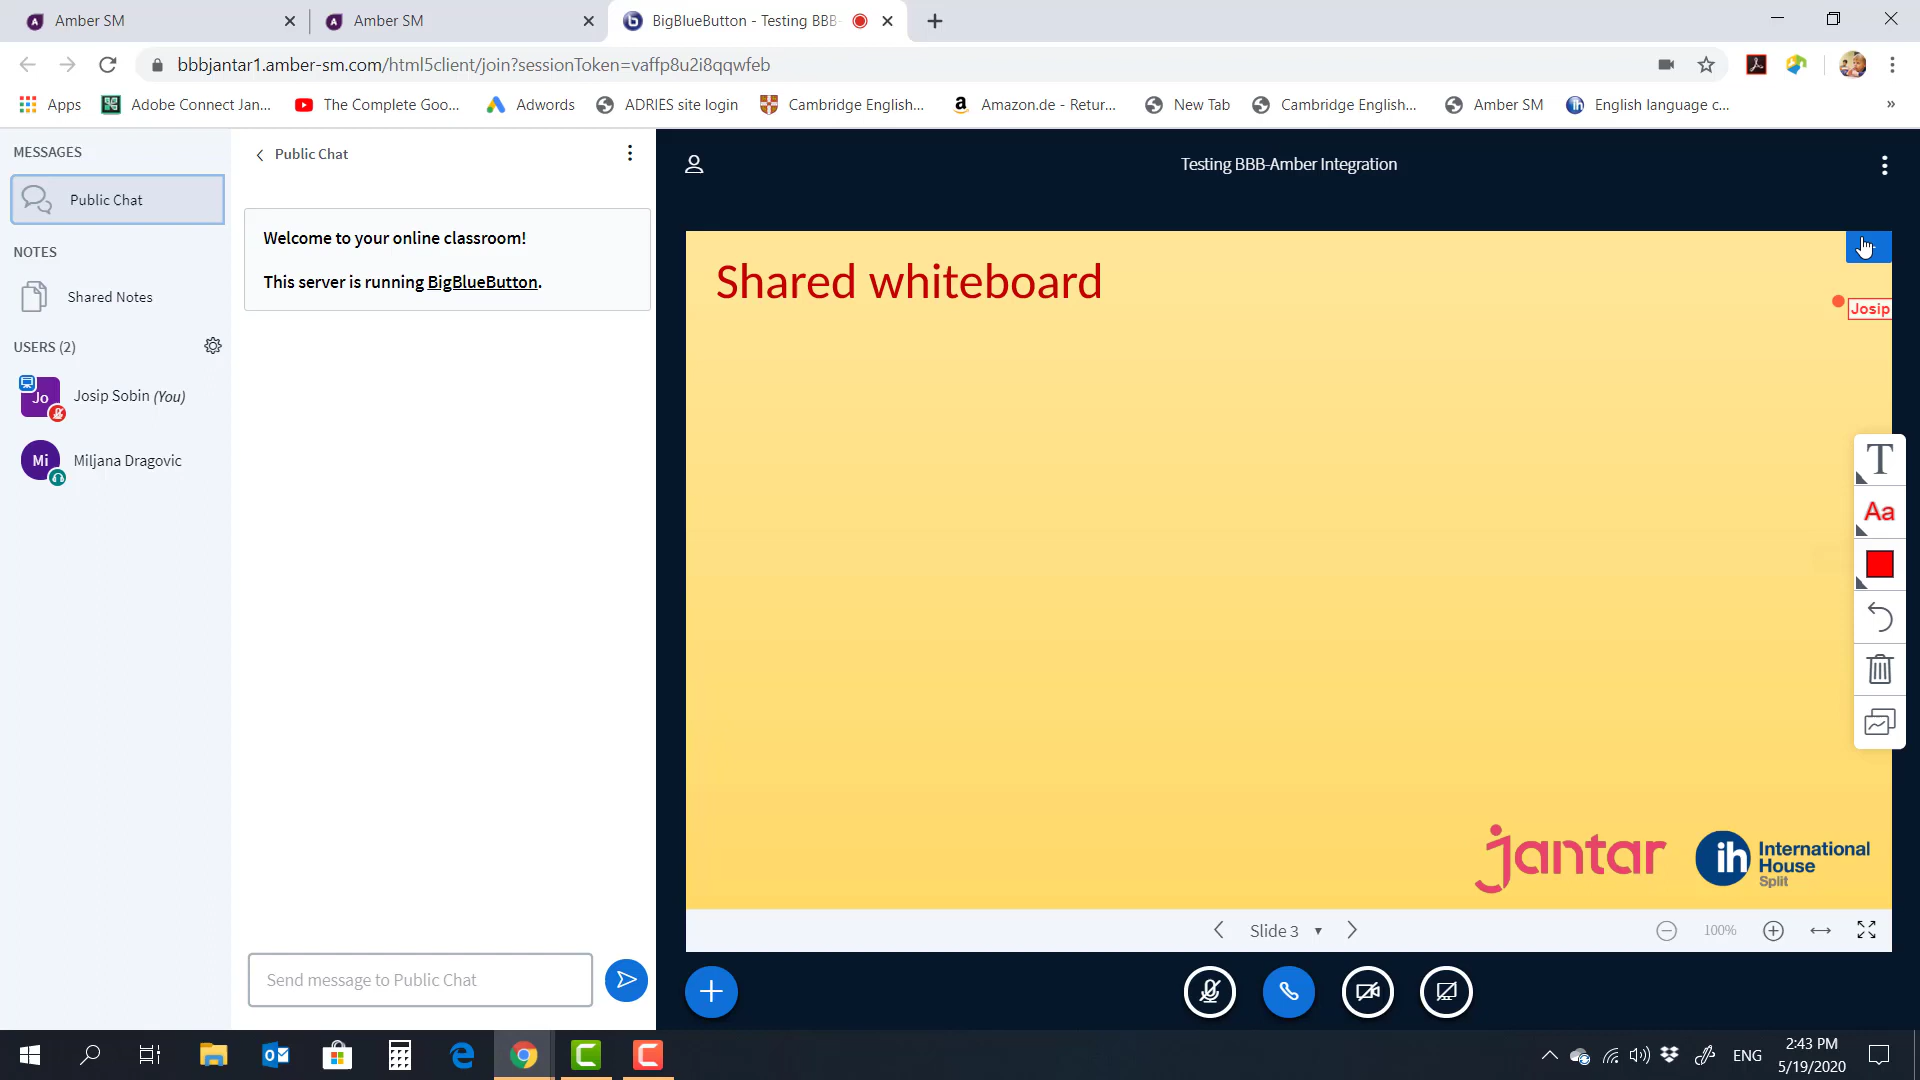 Amber SM
Amber SM
BigBlueButton - Testing BBB-
bbbjantar1.amber-sm.com/html5client/join?sessionToken=vaffp8u2i8qqwfeb
Apps
Adobe Connect Jan...
The Complete Goo...
Adwords
ADRIES site login
Cambridge English...
Amazon.de - Retur...
New Tab
Cambridge English...
Amber SM
English language c...
»
MESSAGES
Public Chat
NOTES
Shared Notes
USERS (2)
Jo
Josip Sobin (You)
Mi
Miljana Dragovic
Public Chat
Welcome to your online classroom!
This server is running BigBlueButton.
Send message to Public Chat
Testing BBB-Amber Integration
Shared whiteboard
Josip
T
Aa
jantar
ih
International
House
Split
Slide 3
100%
ENG
2:43 PM
5/19/2020